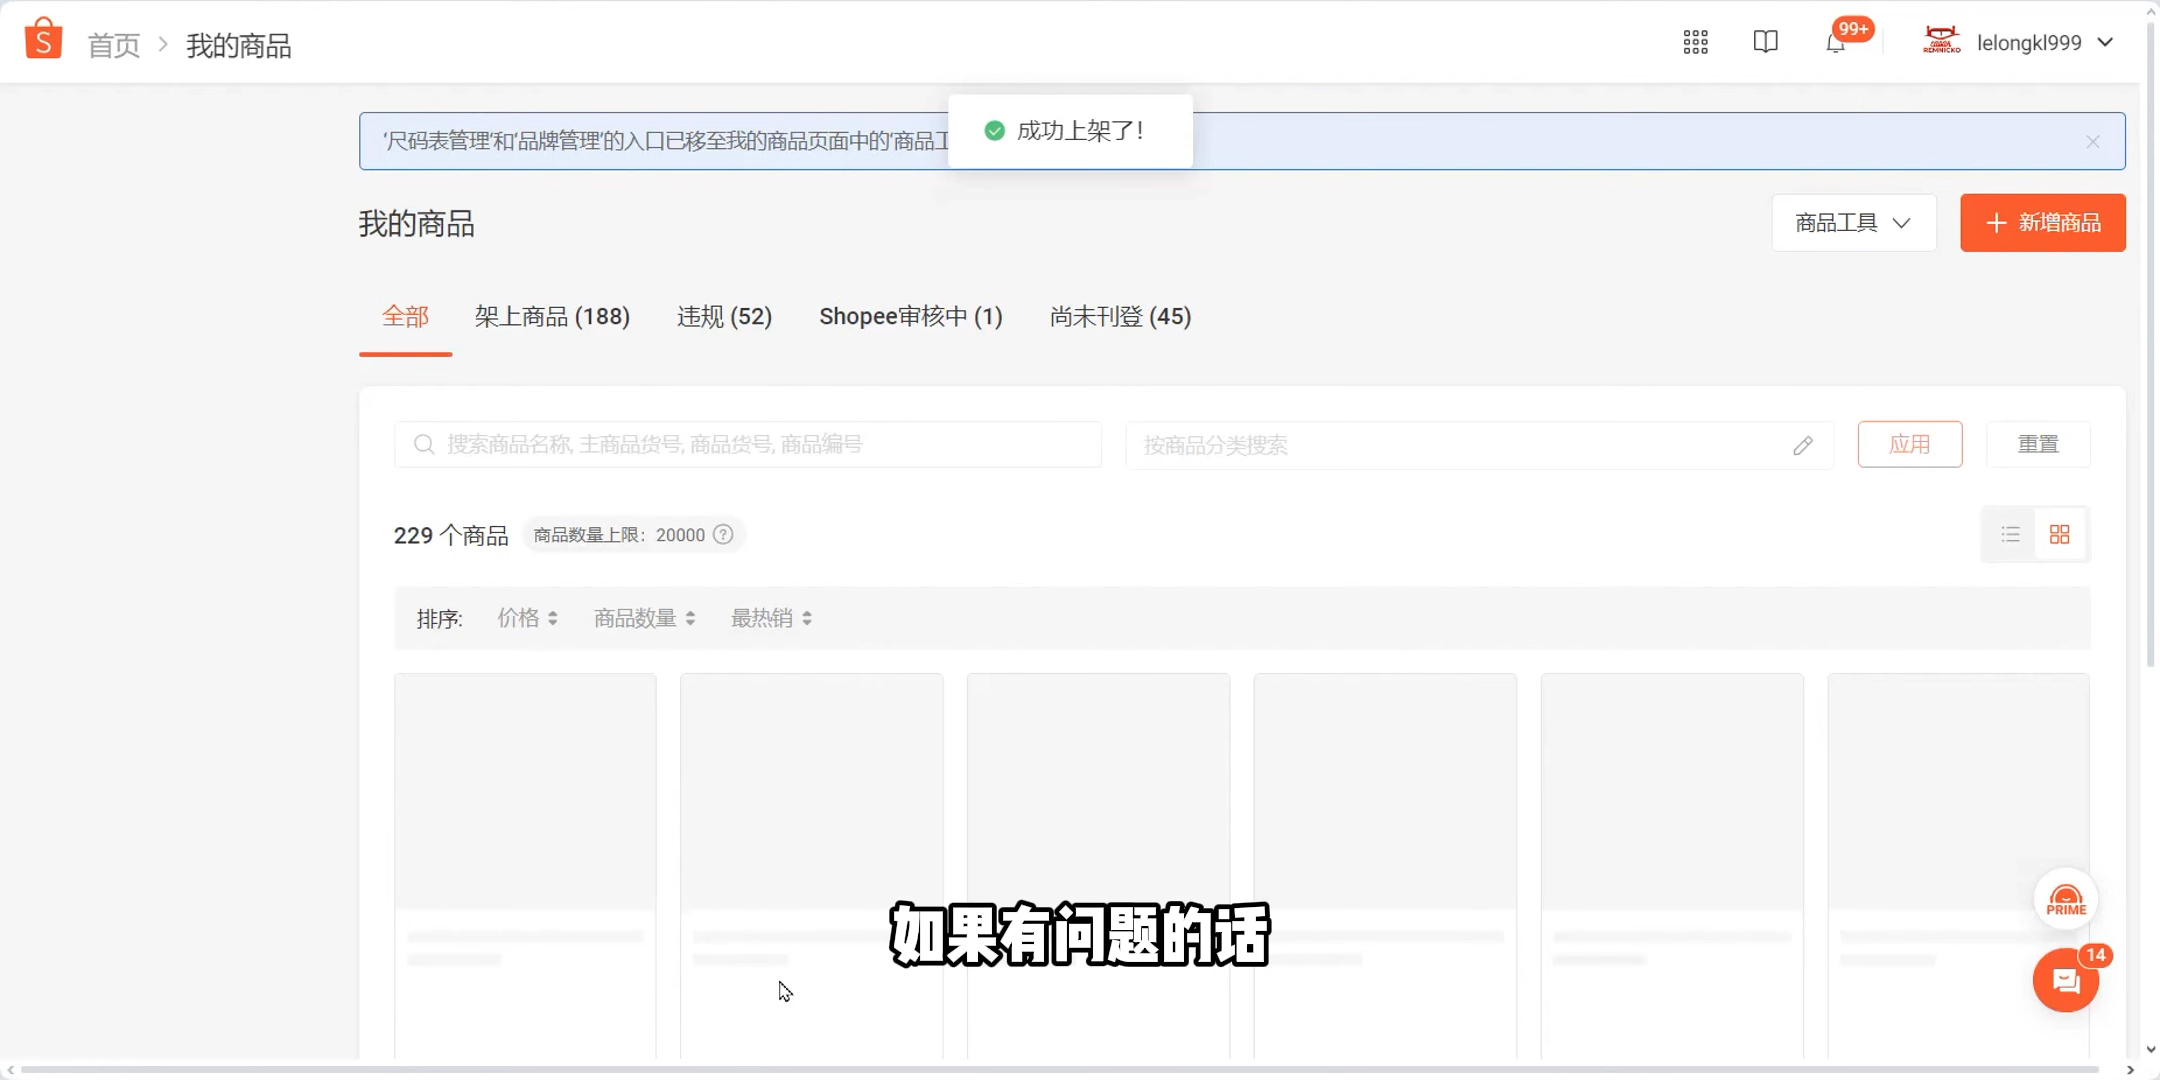 首页 > 我的商品
99+
REMNICKO
lelongkl999
'尺码表管理'和'品牌管理'的入口已移至我的商品页面中的'商品工
成功上架了！
我的商品
商品工具
新增商品
全部
架上商品 (188)
违规 (52)
Shopee审核中 (1)
尚未刊登 (45)
搜索商品名称, 主商品货号, 商品货号, 商品编号
按商品分类搜索
应用
重置
229 个商品
商品数量上限：20000
排序:
价格
商品数量
最热销
PRIME
如果有问题的话
14